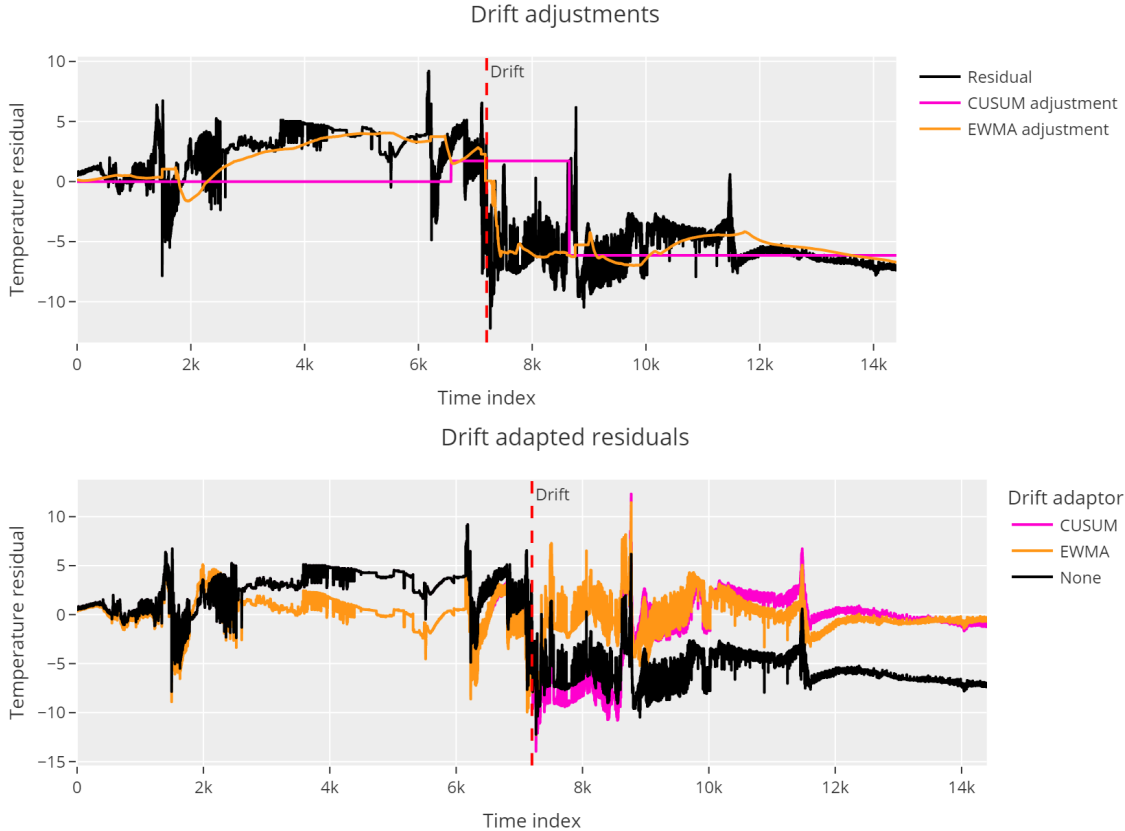 Drift adjustments
10
5
0
−5
−10
Temperature residual
Drift
0
2k
4k
6k
8k
10k
12k
14k
Time index
Residual
CUSUM adjustment
EWMA adjustment
Drift adapted residuals
10
5
0
−5
−10
−15
Temperature residual
Drift
0
2k
4k
6k
8k
10k
12k
14k
Time index
Drift adaptor
CUSUM
EWMA
None